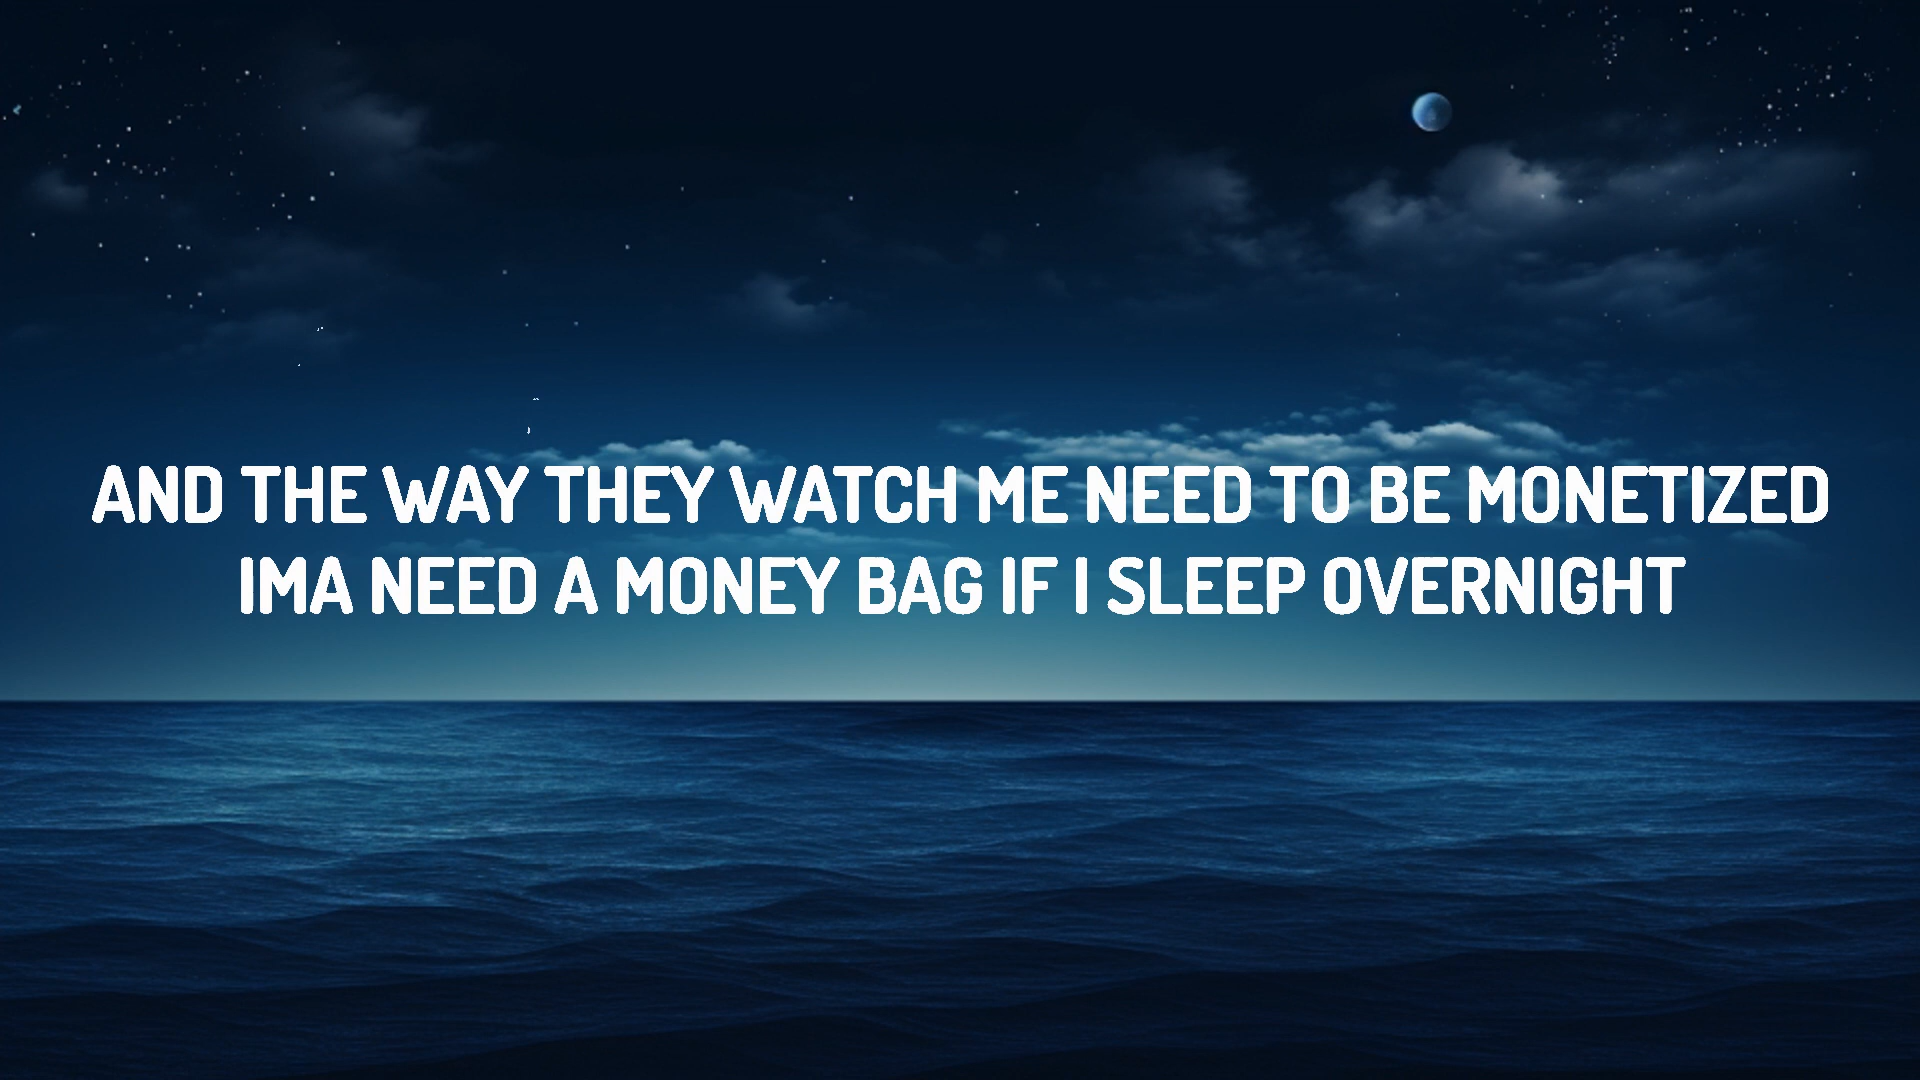 AND THE WAY THEY WATCH ME NEED TO BE MONETIZED
IMA NEED A MONEY BAG IF I SLEEP OVERNIGHT